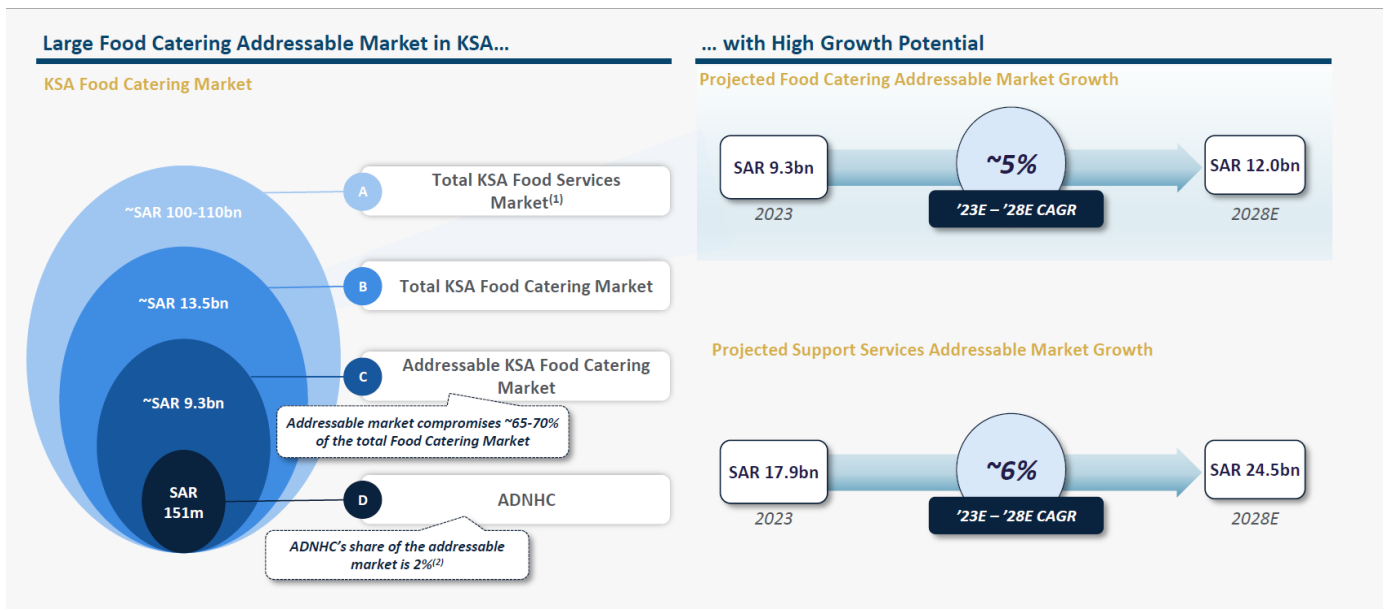 Large Food Catering Addressable Market in KSA…
KSA Food Catering Market
~SAR 100-110bn
A
Total KSA Food Services
Market(1)
~SAR 13.5bn
B
Total KSA Food Catering Market
~SAR 9.3bn
C
Addressable KSA Food Catering
Market
Addressable market compromises ~65-70%
of the total Food Catering Market
SAR
151m
D
ADNHC
ADNHC’s share of the addressable
market is 2%(2)
… with High Growth Potential
Projected Food Catering Addressable Market Growth
SAR 9.3bn
2023
~5%
’23E – ’28E CAGR
SAR 12.0bn
2028E
Projected Support Services Addressable Market Growth
SAR 17.9bn
2023
~6%
’23E – ’28E CAGR
SAR 24.5bn
2028E